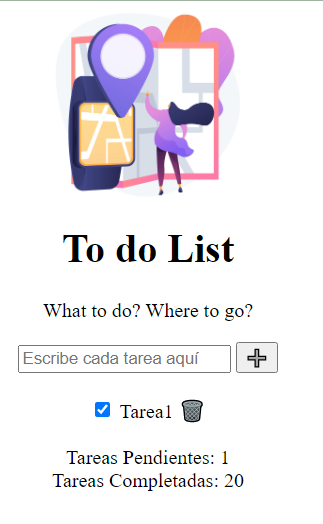 To do List
What to do? Where to go?
Escribe cada tarea aquí
Tarea1
Tareas Pendientes: 1
Tareas Completadas: 20